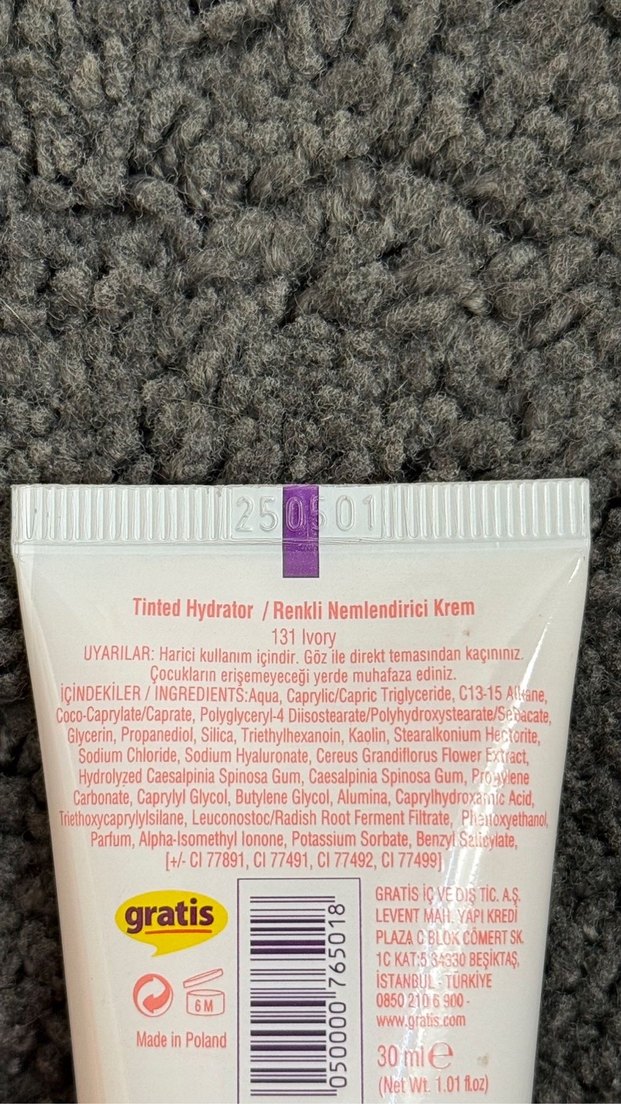 250501
Tinted Hydrator / Renkli Nemlendirici Krem
131 Ivory
UYARILAR: Harici kullanım içindir. Göz ile direkt temasından kaçınınız.
Çocukların erişemeyeceği yerde muhafaza ediniz.
İÇİNDEKİLER / INGREDIENTS:Aqua, Caprylic/Capric Triglyceride, C13-15 Alkane,
Coco-Caprylate/Caprate, Polyglyceryl-4 Diisostearate/Polyhydroxystearate/Sebacate,
Glycerin, Propanediol, Silica, Triethylhexanoin, Kaolin, Stearalkonium Hectorite,
Sodium Chloride, Sodium Hyaluronate, Cereus Grandiflorus Flower Extract,
Hydrolyzed Caesalpinia Spinosa Gum, Caesalpinia Spinosa Gum, Propylene
Carbonate, Caprylyl Glycol, Butylene Glycol, Alumina, Caprylhydroxamic Acid,
Triethoxycaprylylsilane, Leuconostoc/Radish Root Ferment Filtrate, Phenoxyethanol,
Parfum, Alpha-Isomethyl Ionone, Potassium Sorbate, Benzyl Salicylate,
[+/- CI 77891, CI 77491, CI 77492, CI 77499]
gratis
6 M
Made in Poland
050000 765018
GRATİS İÇ VE DIŞ TİC. A.Ş.
LEVENT MAH. YAPI KREDİ
PLAZA C BLOK CÖMERT SK.
1C KAT:5 34330 BEŞİKTAŞ,
İSTANBUL - TÜRKİYE
0850 210 6 900 -
www.gratis.com
30 ml e
(Net Wt. 1.01 fl.oz)